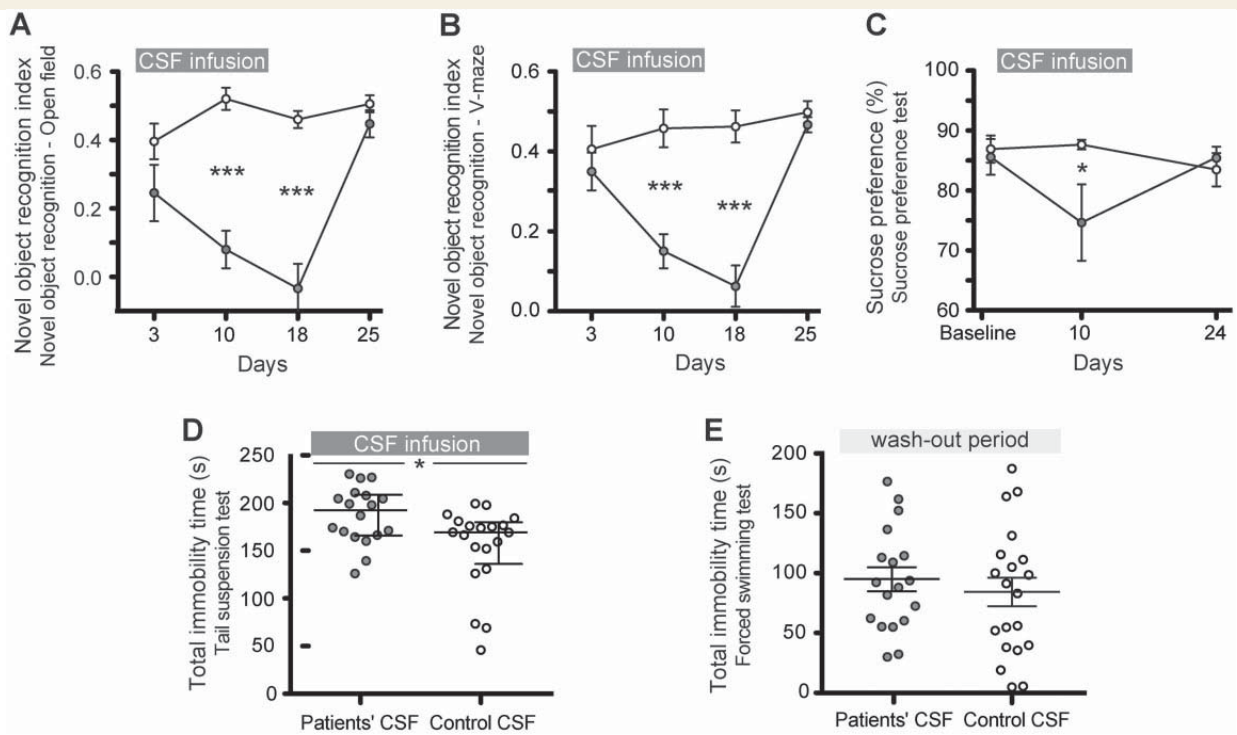 A
CSF infusion
Novel object recognition index
Novel object recognition - Open field
0.6
0.4
0.2
0.0
***
***
3 10 18 25
Days
B
CSF infusion
Novel object recognition index
Novel object recognition - V-maze
0.6
0.4
0.2
0.0
***
***
3 10 18 25
Days
C
CSF infusion
Sucrose preference (%)
Sucrose preference test
100
90
80
70
60
*
Baseline 10 24
Days
D
CSF infusion
Total immobility time (s)
Tail suspension test
250
200
150
100
50
0
*
Patients' CSF Control CSF
E
wash-out period
Total immobility time (s)
Forced swimming test
200
150
100
50
0
Patients' CSF Control CSF